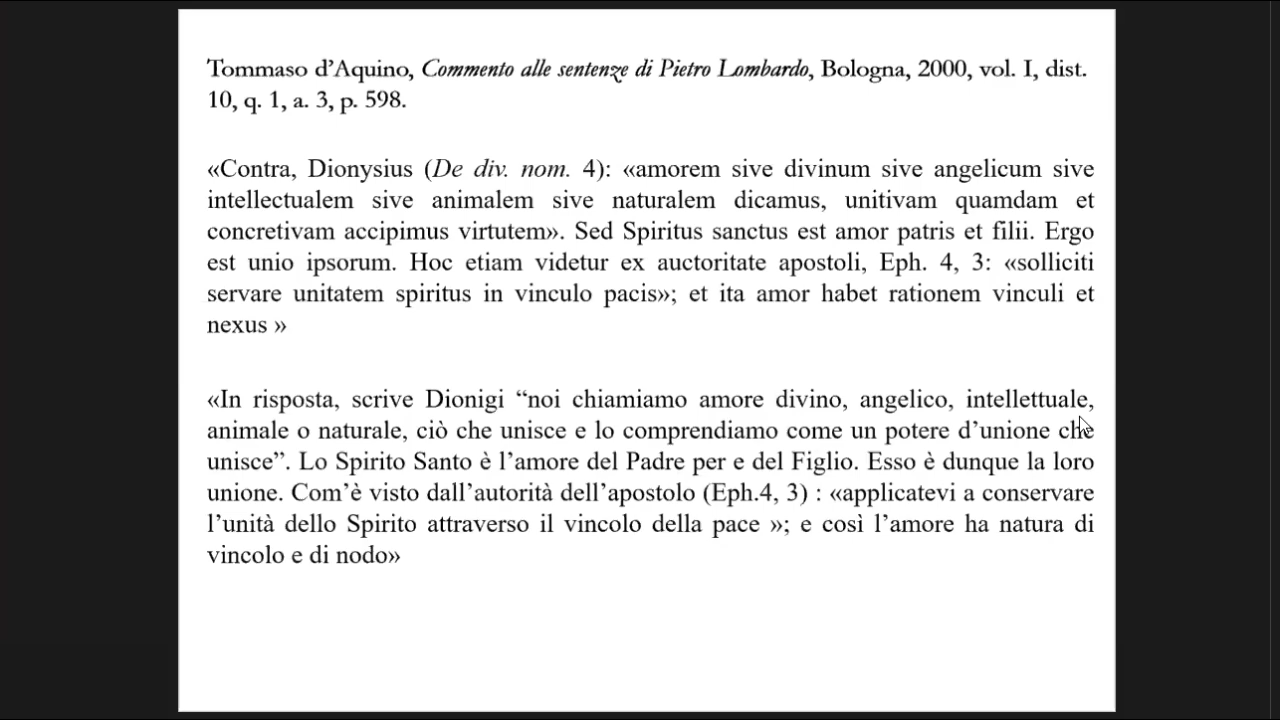 Tommaso d’Aquino, Commento alle sentenze di Pietro Lombardo, Bologna, 2000, vol. I, dist.
10, q. 1, a. 3, p. 598.
«Contra, Dionysius (De div. nom. 4): «amorem sive divinum sive angelicum sive
intellectualem sive animalem sive naturalem dicamus, unitivam quamdam et
concretivam accipimus virtutem». Sed Spiritus sanctus est amor patris et filii. Ergo
est unio ipsorum. Hoc etiam videtur ex auctoritate apostoli, Eph. 4, 3: «solliciti
servare unitatem spiritus in vinculo pacis»; et ita amor habet rationem vinculi et
nexus »
«In risposta, scrive Dionigi “noi chiamiamo amore divino, angelico, intellettuale,
animale o naturale, ciò che unisce e lo comprendiamo come un potere d’unione che
unisce”. Lo Spirito Santo è l’amore del Padre per e del Figlio. Esso è dunque la loro
unione. Com’è visto dall’autorità dell’apostolo (Eph.4, 3) : «applicatevi a conservare
l’unità dello Spirito attraverso il vincolo della pace »; e così l’amore ha natura di
vincolo e di nodo»